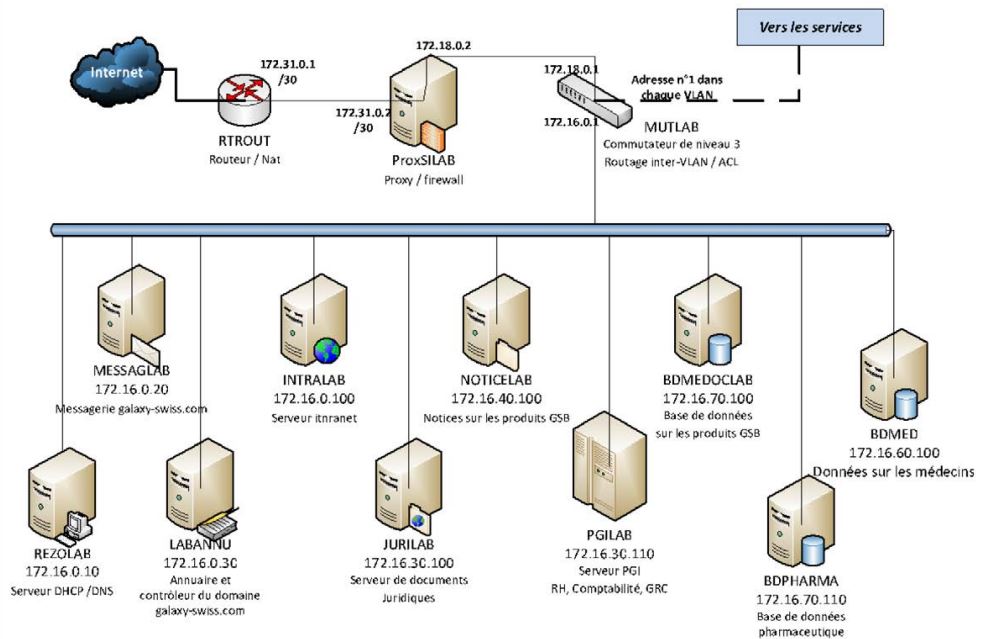 Vers les services
172.18.0.2
Internet
172.31.0.1
/30
172.18.0.1
Adresse n°1 dans
chaque VLAN
172.31.0.2
/30
172.16.0.1
RTROUT
Routeur / Nat
ProxSILAB
Proxy / firewall
MUTLAB
Commutateur de niveau 3
Routage inter-VLAN / ACL
MESSAGLAB
172.16.0.20
Messagerie galaxy-swiss.com
INTRALAB
172.16.0.100
Serveur itnranet
NOTICELAB
172.16.40.100
Notices sur les produits GSB
BDMEDOCLAB
172.16.70.100
Base de données
sur les produits GSB
BDMED
172.16.60.100
Données sur les médecins
REZOLAB
172.16.0.10
Serveur DHCP /DNS
LABANNU
172.16.0.30
Annuaire et
contrôleur du domaine
galaxy-swiss.com
JURILAB
172.16.30.100
Serveur de documents
Juridiques
PGILAB
172.16.30.110
Serveur PGI
RH, Comptabilité, GRC
BDPHARMA
172.16.70.110
Base de données
pharmaceutique